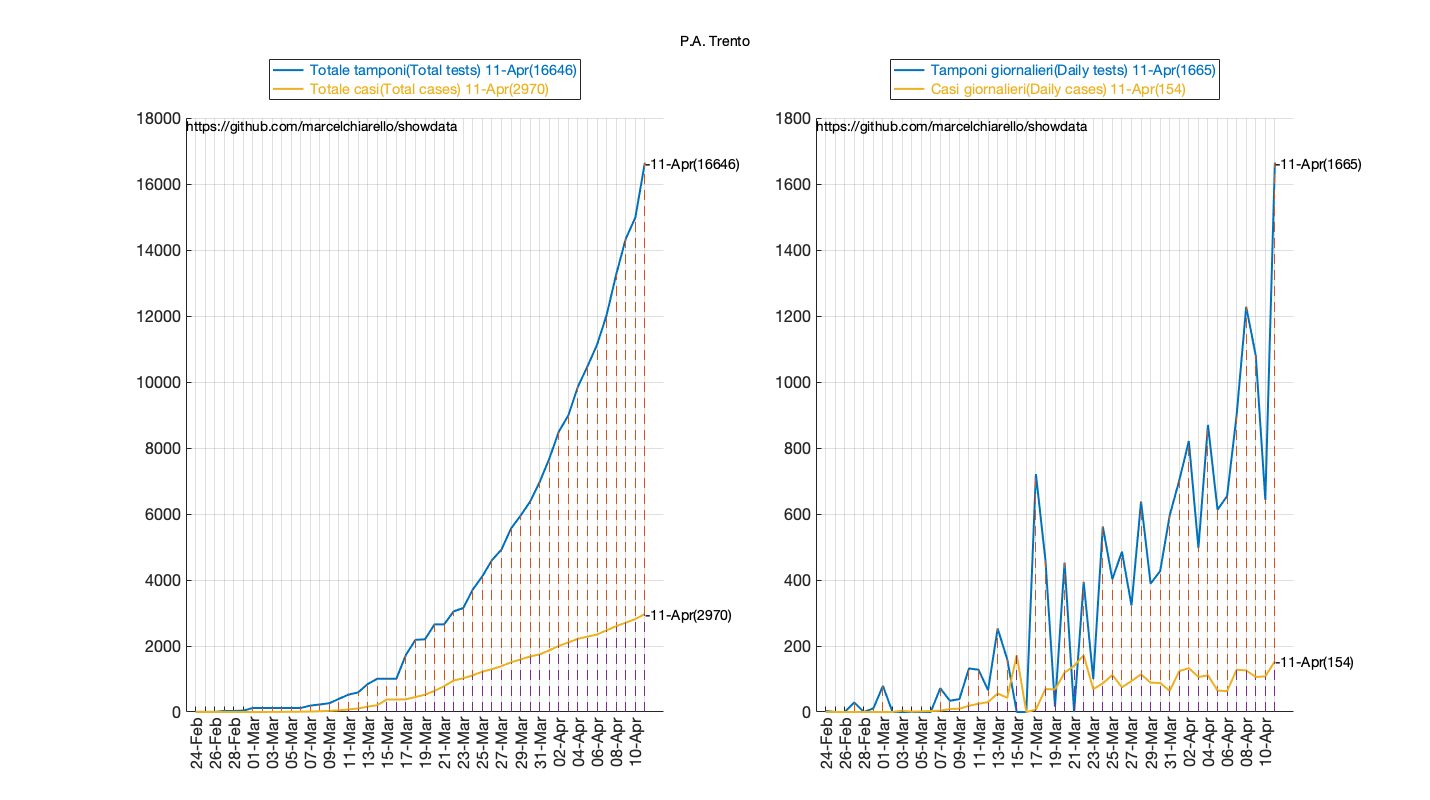 P.A. Trento
Totale tamponi(Total tests) 11-Apr(16646)
Totale casi(Total cases) 11-Apr(2970)
https://github.com/marcelchiarello/showdata
18000
16000
14000
12000
10000
8000
6000
4000
2000
0
-11-Apr(16646)
-11-Apr(2970)
24-Feb
26-Feb
28-Feb
01-Mar
03-Mar
05-Mar
07-Mar
09-Mar
11-Mar
13-Mar
15-Mar
17-Mar
19-Mar
21-Mar
23-Mar
25-Mar
27-Mar
29-Mar
31-Mar
02-Apr
04-Apr
06-Apr
08-Apr
10-Apr
Tamponi giornalieri(Daily tests) 11-Apr(1665)
Casi giornalieri(Daily cases) 11-Apr(154)
https://github.com/marcelchiarello/showdata
1800
1600
1400
1200
1000
800
600
400
200
0
-11-Apr(1665)
-11-Apr(154)
24-Feb
26-Feb
28-Feb
01-Mar
03-Mar
05-Mar
07-Mar
09-Mar
11-Mar
13-Mar
15-Mar
17-Mar
19-Mar
21-Mar
23-Mar
25-Mar
27-Mar
29-Mar
31-Mar
02-Apr
04-Apr
06-Apr
08-Apr
10-Apr